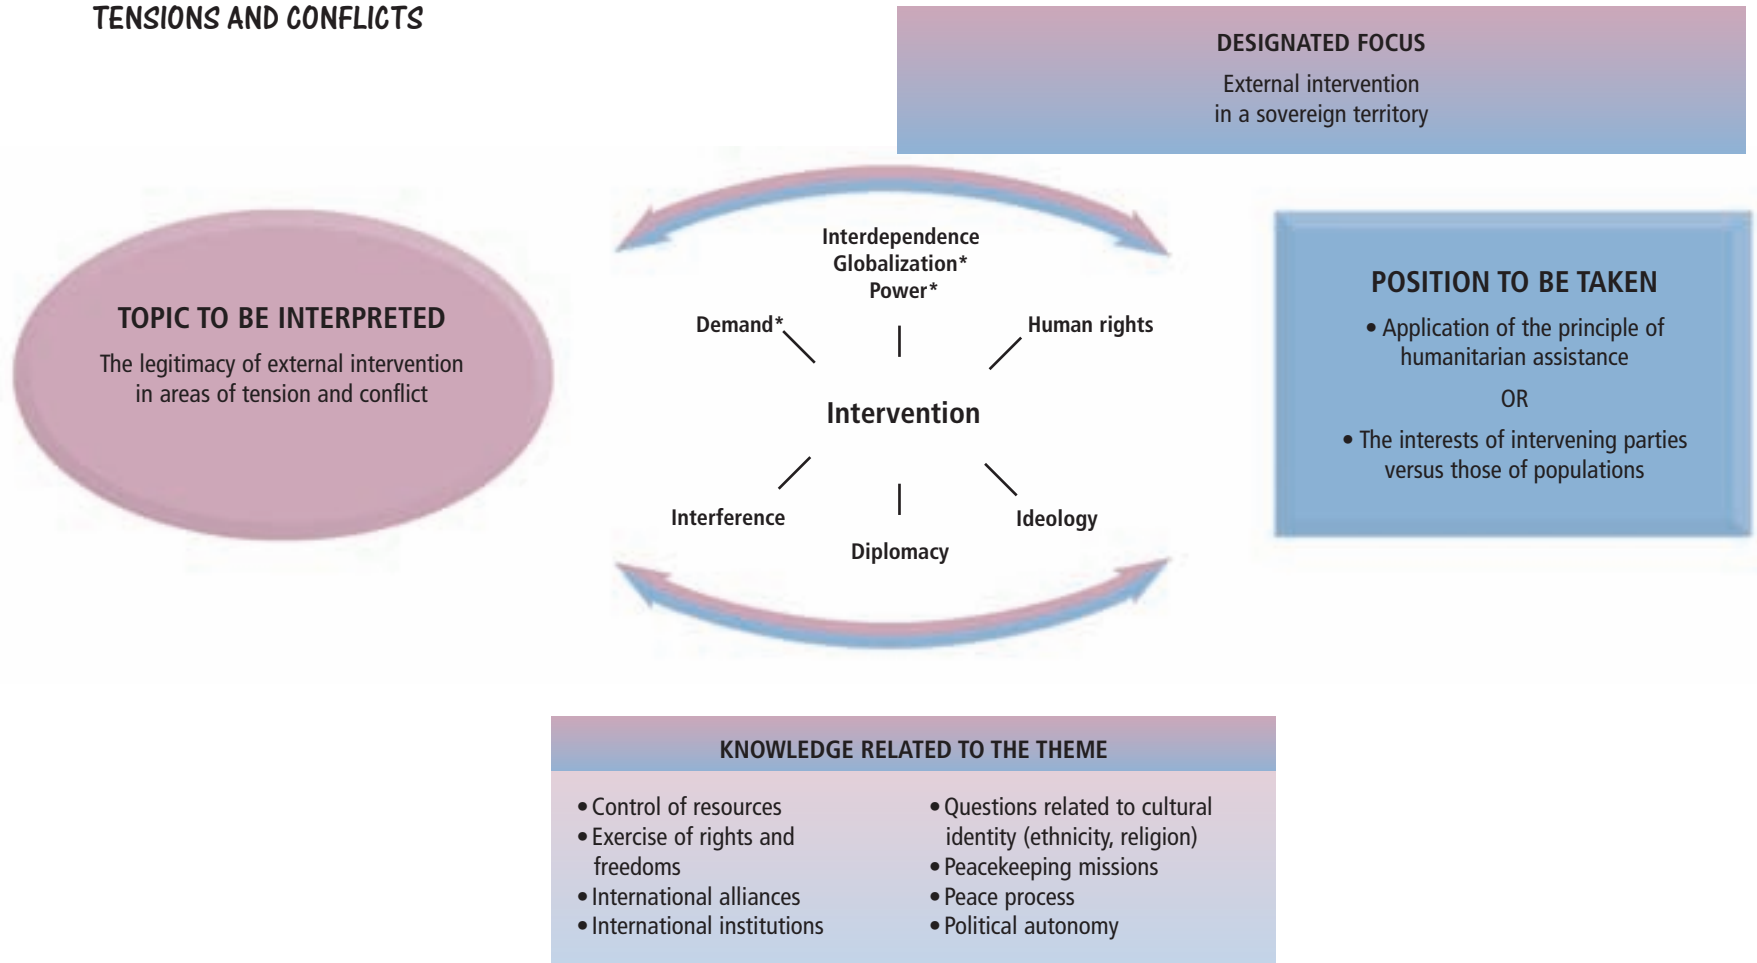 TENSIONS AND CONFLICTS
DESIGNATED FOCUS
External intervention
in a sovereign territory
TOPIC TO BE INTERPRETED
The legitimacy of external intervention
in areas of tension and conflict
Interdependence
Globalization*
Power*
Demand*
Human rights
Intervention
Interference
Ideology
Diplomacy
POSITION TO BE TAKEN
• Application of the principle of
humanitarian assistance
OR
• The interests of intervening parties
versus those of populations
KNOWLEDGE RELATED TO THE THEME
• Control of resources
• Exercise of rights and
freedoms
• International alliances
• International institutions
• Questions related to cultural
identity (ethnicity, religion)
• Peacekeeping missions
• Peace process
• Political autonomy